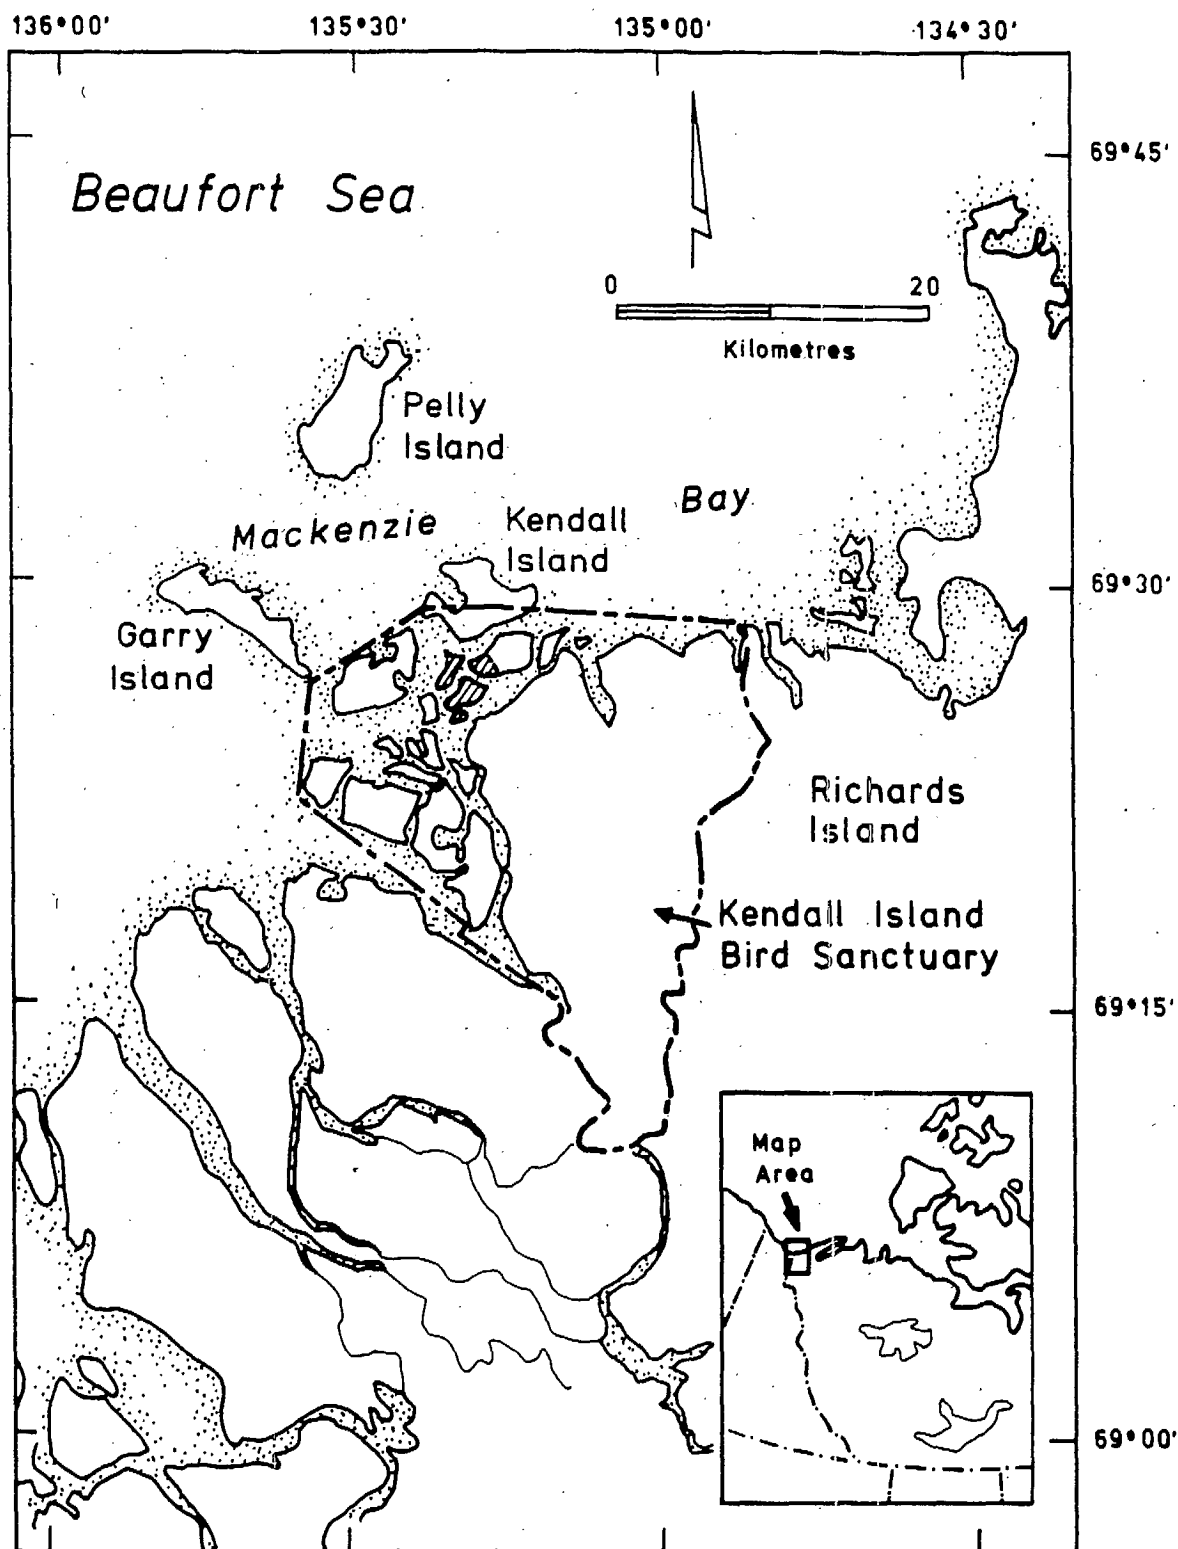 136°00' 135°30' 135°00' 134°30'
69°45'
Beaufort Sea
0 20
Kilometres
Pelly
Island
Bay
Mackenzie
Kendall
Island
69°30'
Garry
Island
Richards
Island
Kendall Island
Bird Sanctuary
69°15'
Map
Area
69°00'